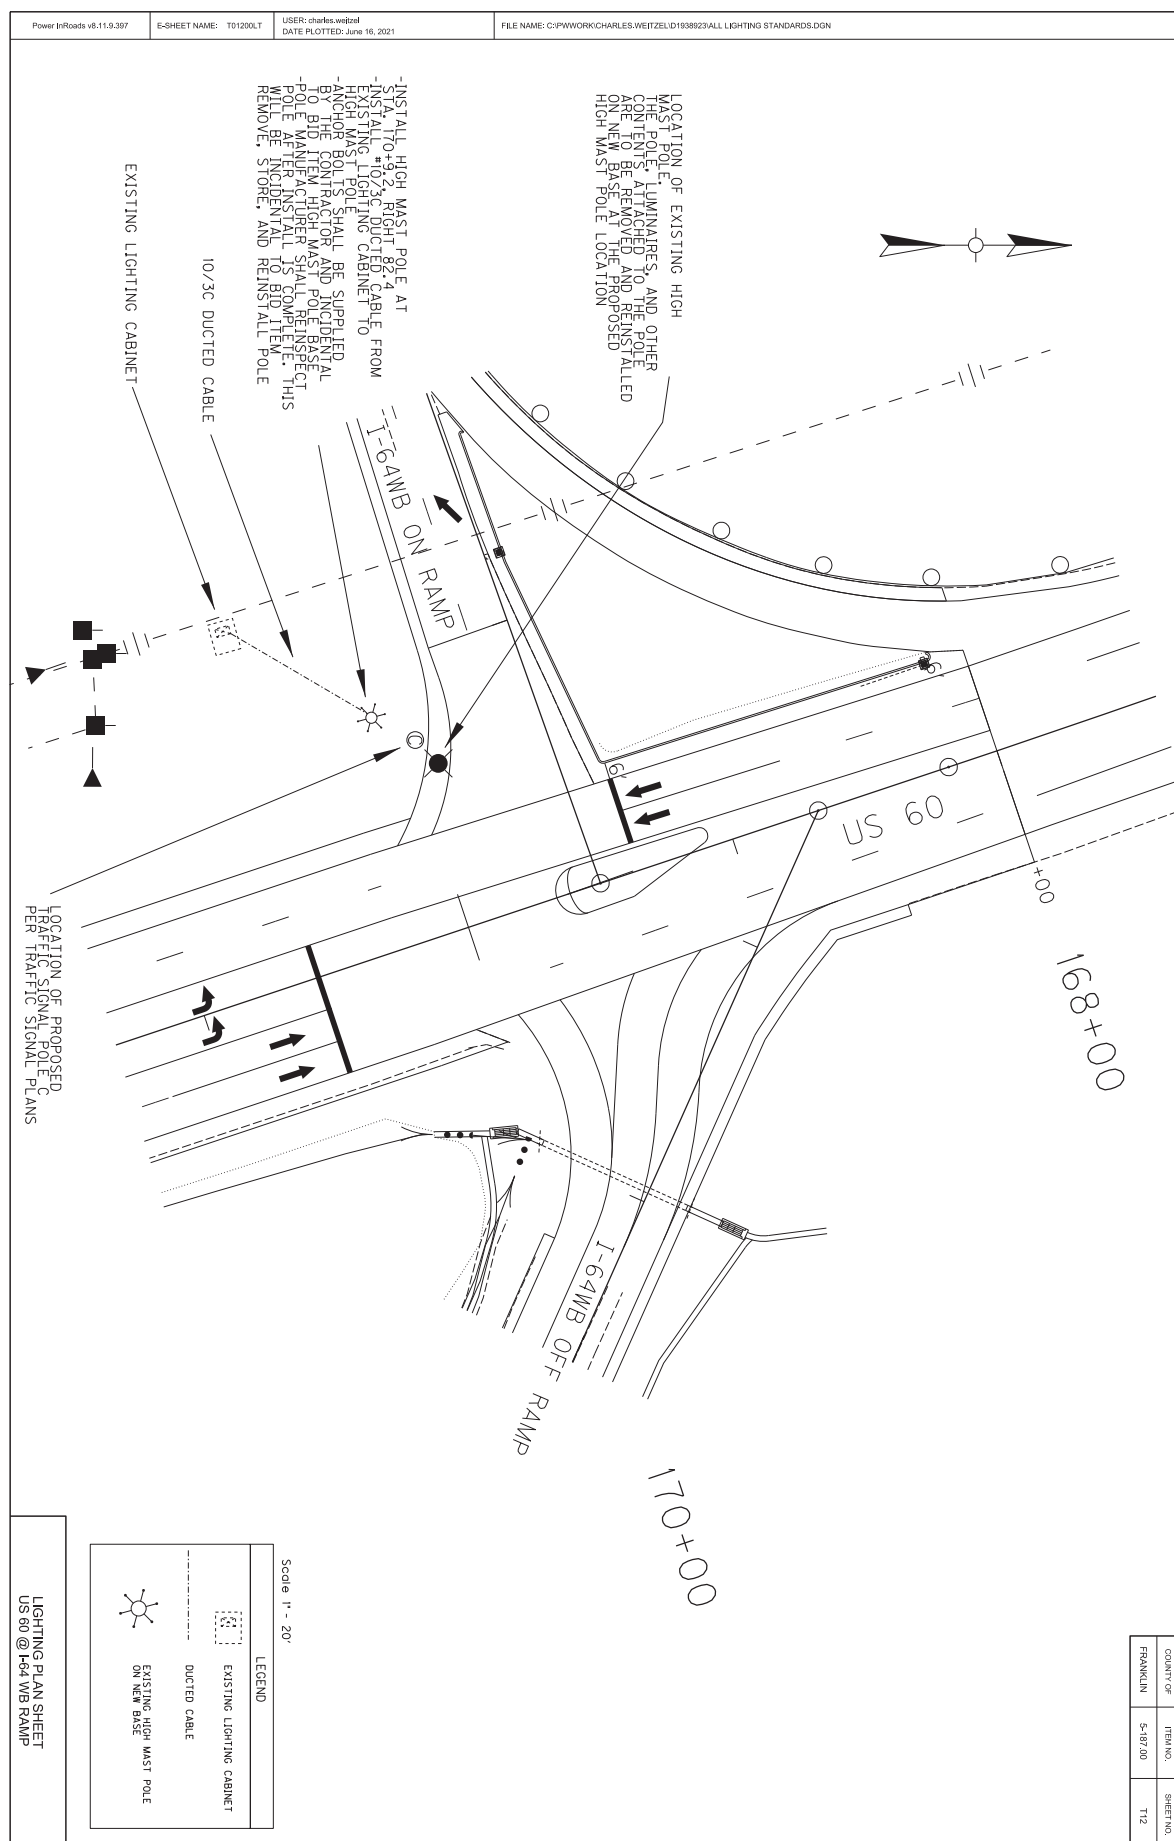 Power InRoads v8.11.9.397
E-SHEET NAME: T01200LT
USER: charles.weitzel
DATE PLOTTED: June 16, 2021
FILE NAME: C:\PWWORK\CHARLES.WEITZEL\D1938923\ALL LIGHTING STANDARDS.DGN
COUNTY OF
ITEM NO.
SHEET NO.
FRANKLIN
5-187.00
T12
LOCATION OF EXISTING HIGH
MAST POLE.
THE POLE, LUMINAIRES, AND OTHER
CONTENTS ATTACHED TO THE POLE
ARE TO BE REMOVED AND REINSTALLED
ON NEW BASE AT THE PROPOSED
HIGH MAST POLE LOCATION
-INSTALL HIGH MAST POLE AT
STA. 170+9.2, RIGHT 82.4
-INSTALL #10/3C DUCTED CABLE FROM
EXISTING LIGHTING CABINET TO
HIGH MAST POLE
-ANCHOR BOLTS SHALL BE SUPPLIED
BY THE CONTRACTOR AND INCIDENTAL
TO BID ITEM HIGH MAST POLE BASE
-POLE MANUFACTURER SHALL REINSPECT
POLE AFTER INSTALL IS COMPLETE. THIS
WILL BE INCIDENTAL TO BID ITEM
REMOVE, STORE, AND REINSTALL POLE
10/3C DUCTED CABLE
EXISTING LIGHTING CABINET
I-64WB ON RAMP
C
9'
9'
US 60
+00
168+00
LOCATION OF PROPOSED
TRAFFIC SIGNAL POLE C
PER TRAFFIC SIGNAL PLANS
I-64WB OFF RAMP
170+00
Scale 1" - 20'
LEGEND
EXISTING LIGHTING CABINET
DUCTED CABLE
EXISTING HIGH MAST POLE
ON NEW BASE
LIGHTING PLAN SHEET
US 60 @ I-64 WB RAMP